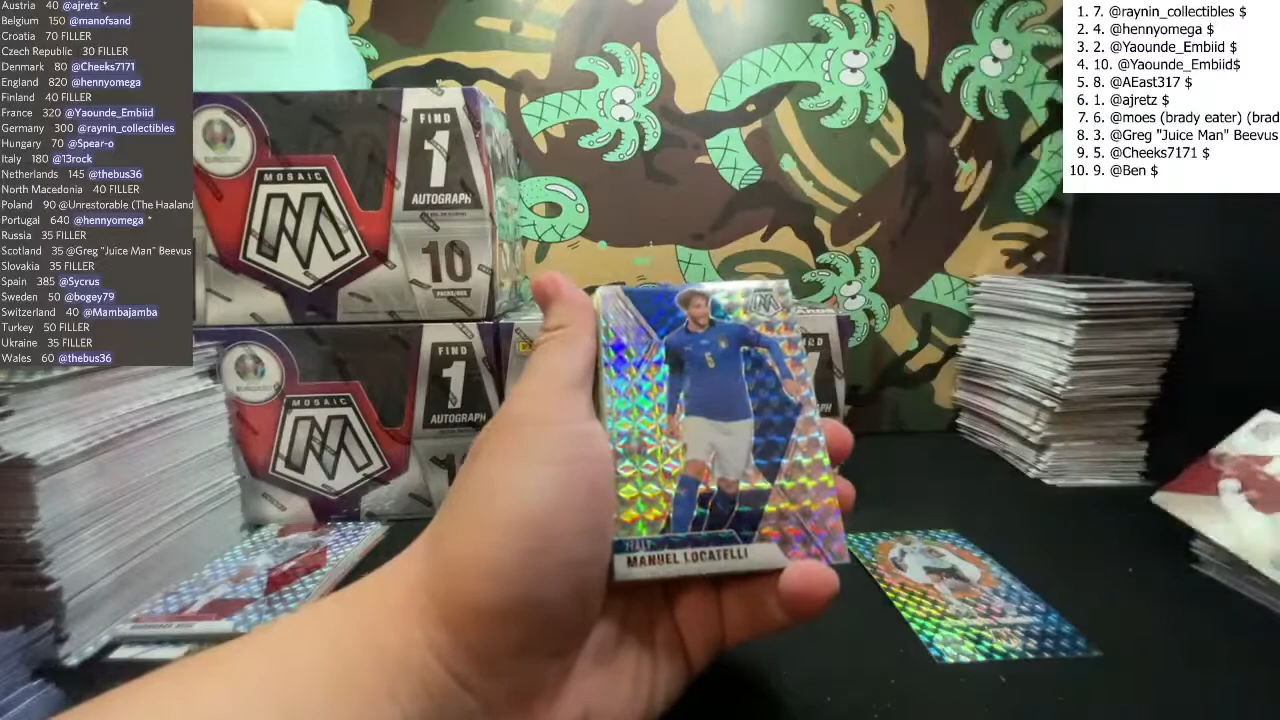 Austria 40 @ajretz *
Belgium 150 @manofsand
Croatia 70 FILLER
Czech Republic 30 FILLER
Denmark 80 @Cheeks7171
England 820 @hennyomega
Finland 40 FILLER
France 320 @Yaounde_Embiid
Germany 300 @raynin_collectibles
Hungary 70 @Spear-o
Italy 180 @13rock
Netherlands 145 @thebus36
North Macedonia 40 FILLER
Poland 90 @Unrestorable (The Haaland
Portugal 640 @hennyomega *
Russia 35 FILLER
Scotland 35 @Greg "Juice Man" Beevus
Slovakia 35 FILLER
Spain 385 @Sycrus
Sweden 50 @bogey79
Switzerland 40 @Mambajamba
Turkey 50 FILLER
Ukraine 35 FILLER
Wales 60 @thebus36
1. 7. @raynin_collectibles $
2. 4. @hennyomega $
3. 2. @Yaounde_Embiid $
4. 10. @Yaounde_Embiid$
5. 8. @AEast317 $
6. 1. @ajretz $
7. 6. @moes (brady eater) (brad
8. 3. @Greg "Juice Man" Beevus
9. 5. @Cheeks7171 $
10. 9. @Ben $
MOSAIC
FIND
1
AUTOGRAPH
10
PACKS/BOX
MOSAIC
FIND
1
AUTOGRAPH
5
ITALY
MANUEL LOCATELLI